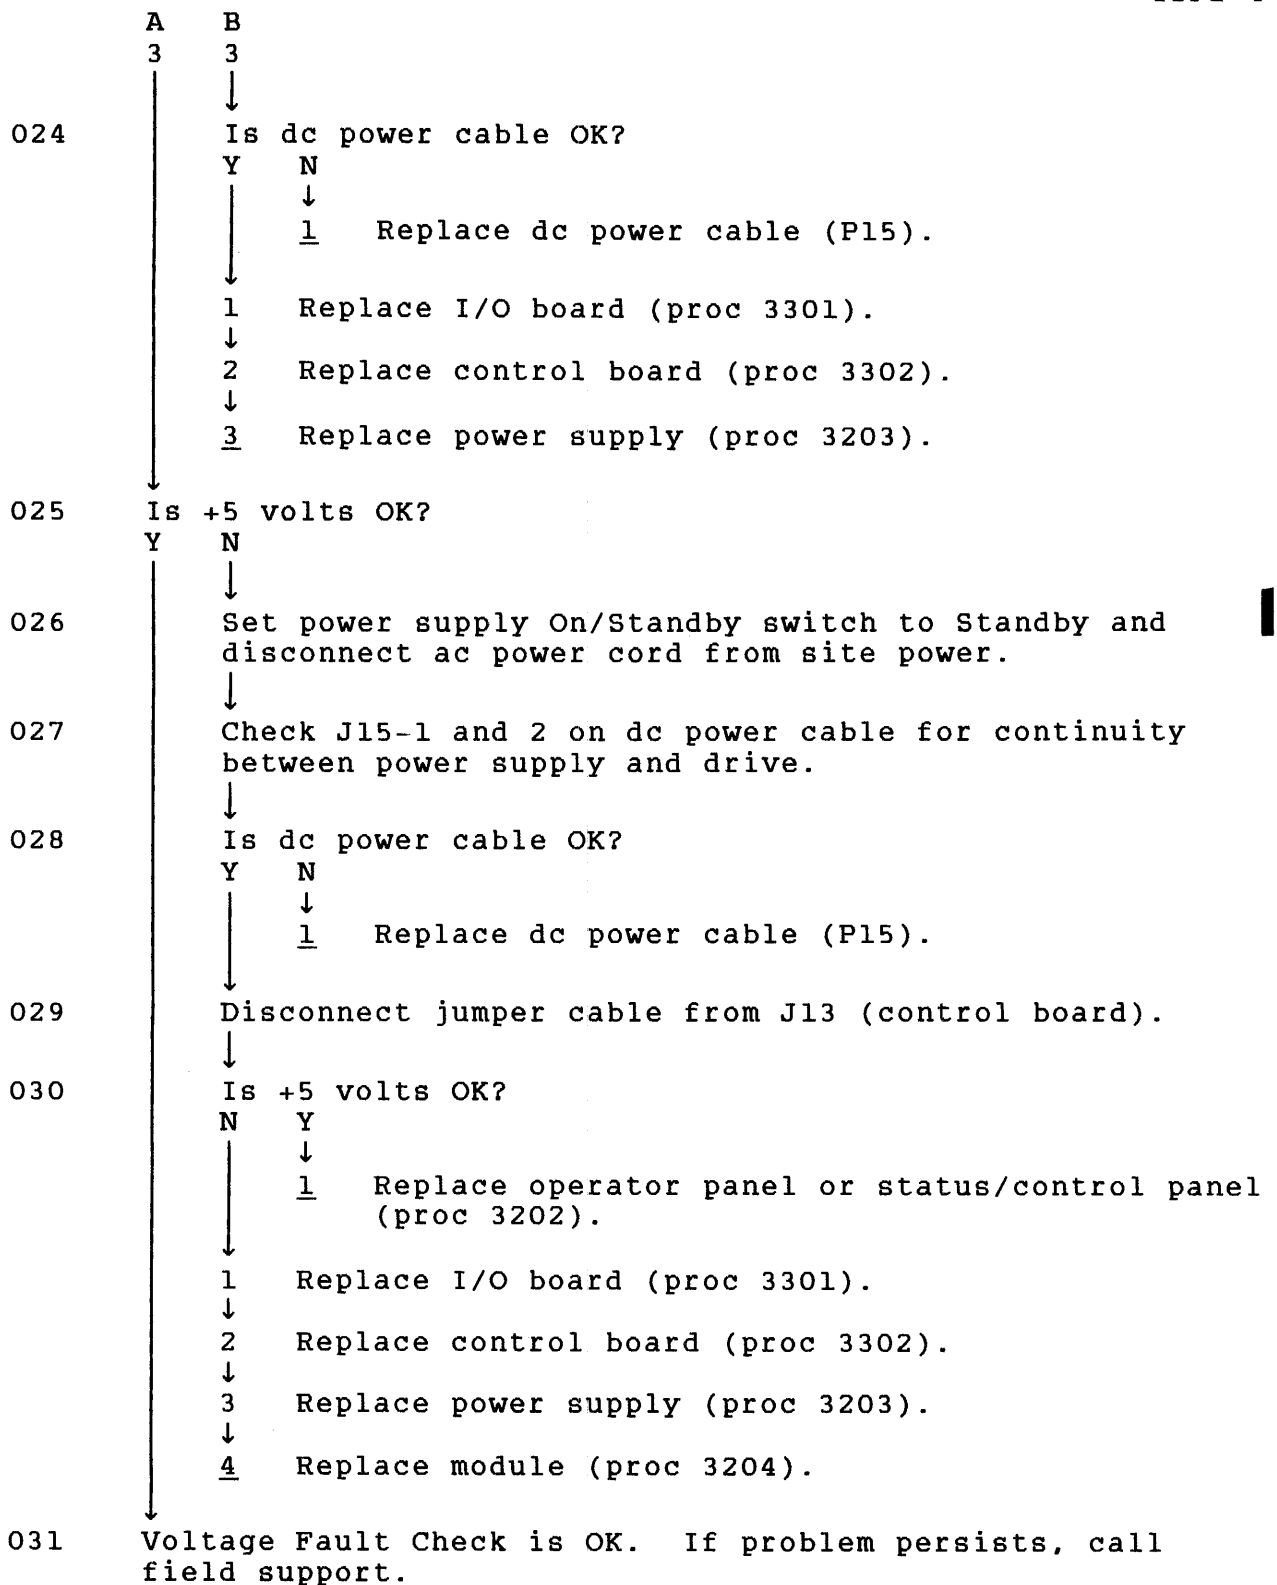 A B
3 3
024 Is dc power cable OK?
Y N
1 Replace dc power cable (P15).
1 Replace I/O board (proc 3301).
2 Replace control board (proc 3302).
3 Replace power supply (proc 3203).
025 Is +5 volts OK?
Y N
026 Set power supply On/Standby switch to Standby and
disconnect ac power cord from site power.
027 Check J15-1 and 2 on dc power cable for continuity
between power supply and drive.
028 Is dc power cable OK?
Y N
1 Replace dc power cable (P15).
029 Disconnect jumper cable from J13 (control board).
030 Is +5 volts OK?
N Y
1 Replace operator panel or status/control panel
(proc 3202).
1 Replace I/O board (proc 3301).
2 Replace control board (proc 3302).
3 Replace power supply (proc 3203).
4 Replace module (proc 3204).
031 Voltage Fault Check is OK. If problem persists, call
field support.